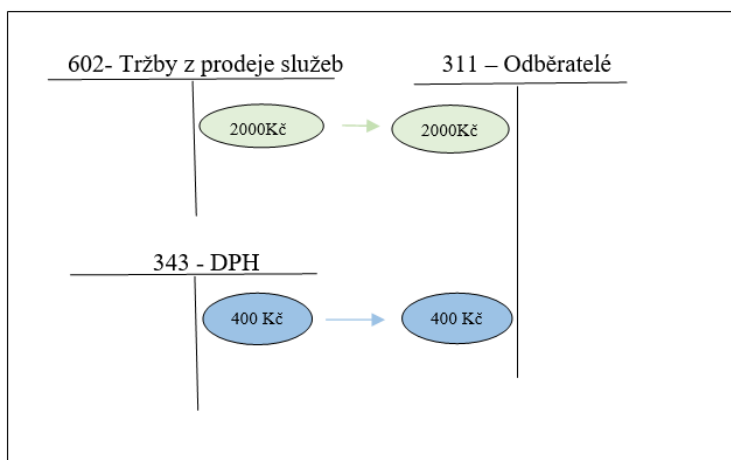 602- Tržby z prodeje služeb
311 – Odběratelé
2000Kč
2000Kč
343 - DPH
400 Kč
400 Kč